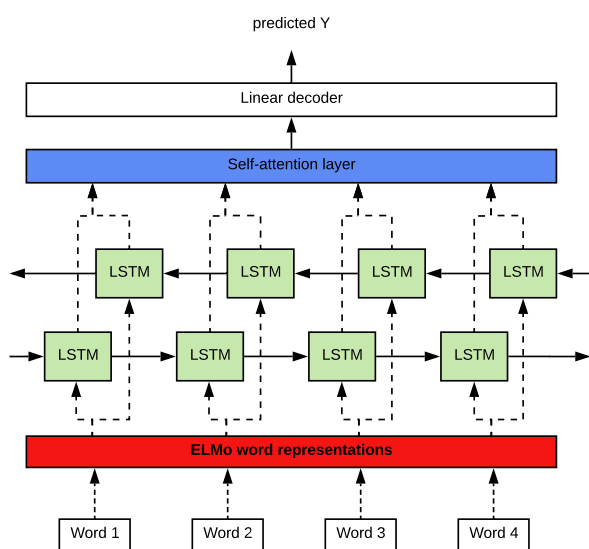 predicted Y
Linear decoder
Self-attention layer
LSTM LSTM LSTM LSTM
LSTM LSTM LSTM LSTM
ELMo word representations
Word 1 Word 2 Word 3 Word 4